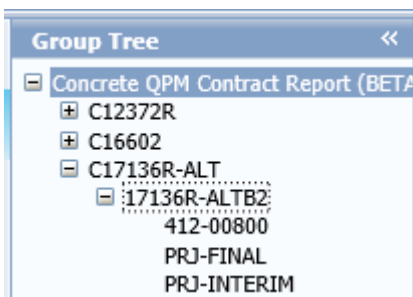 Group Tree «
Concrete QPM Contract Report (BETA
C12372R
C16602
C17136R-ALT
17136R-ALTB2
412-00800
PRJ-FINAL
PRJ-INTERIM